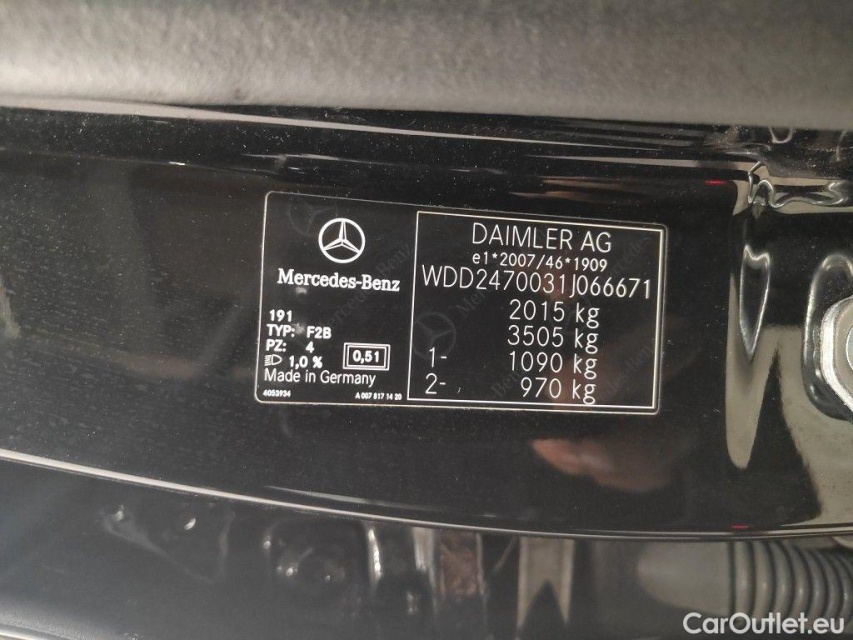 Mercedes-Benz
191
TYP: F2B
PZ: 4
1,0 % 0,51
Made in Germany
4053934 A 007 817 14 20
DAIMLER AG
e1*2007/46*1909
WDD2470031J066671
2015 kg
3505 kg
1- 1090 kg
2- 970 kg
CarOutlet.eu